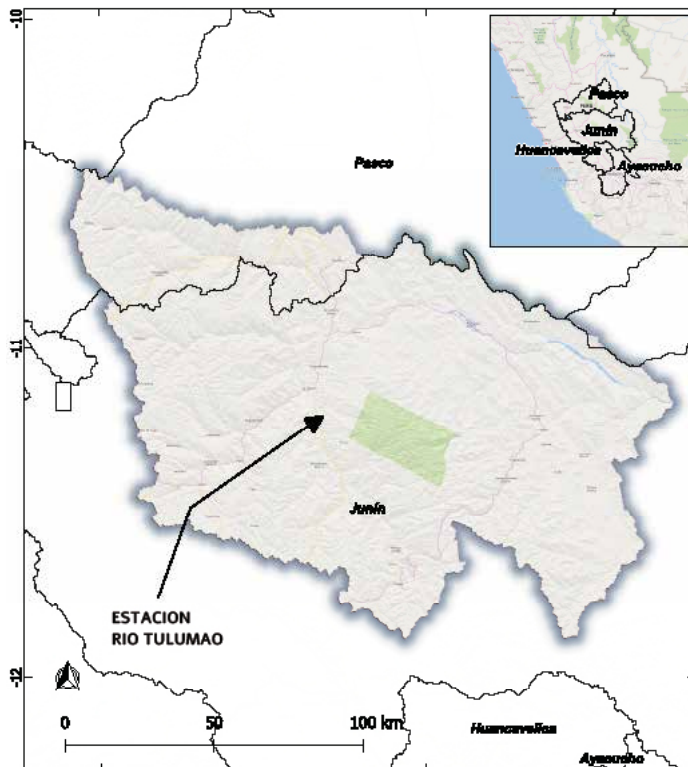 -10
Pasco
Junín
Huancavelica
Ayacucho
Pasco
-11
Junín
ESTACION
RIO TULUMAO
-12
0 50 100 km
Huancavelica
Ayacucho